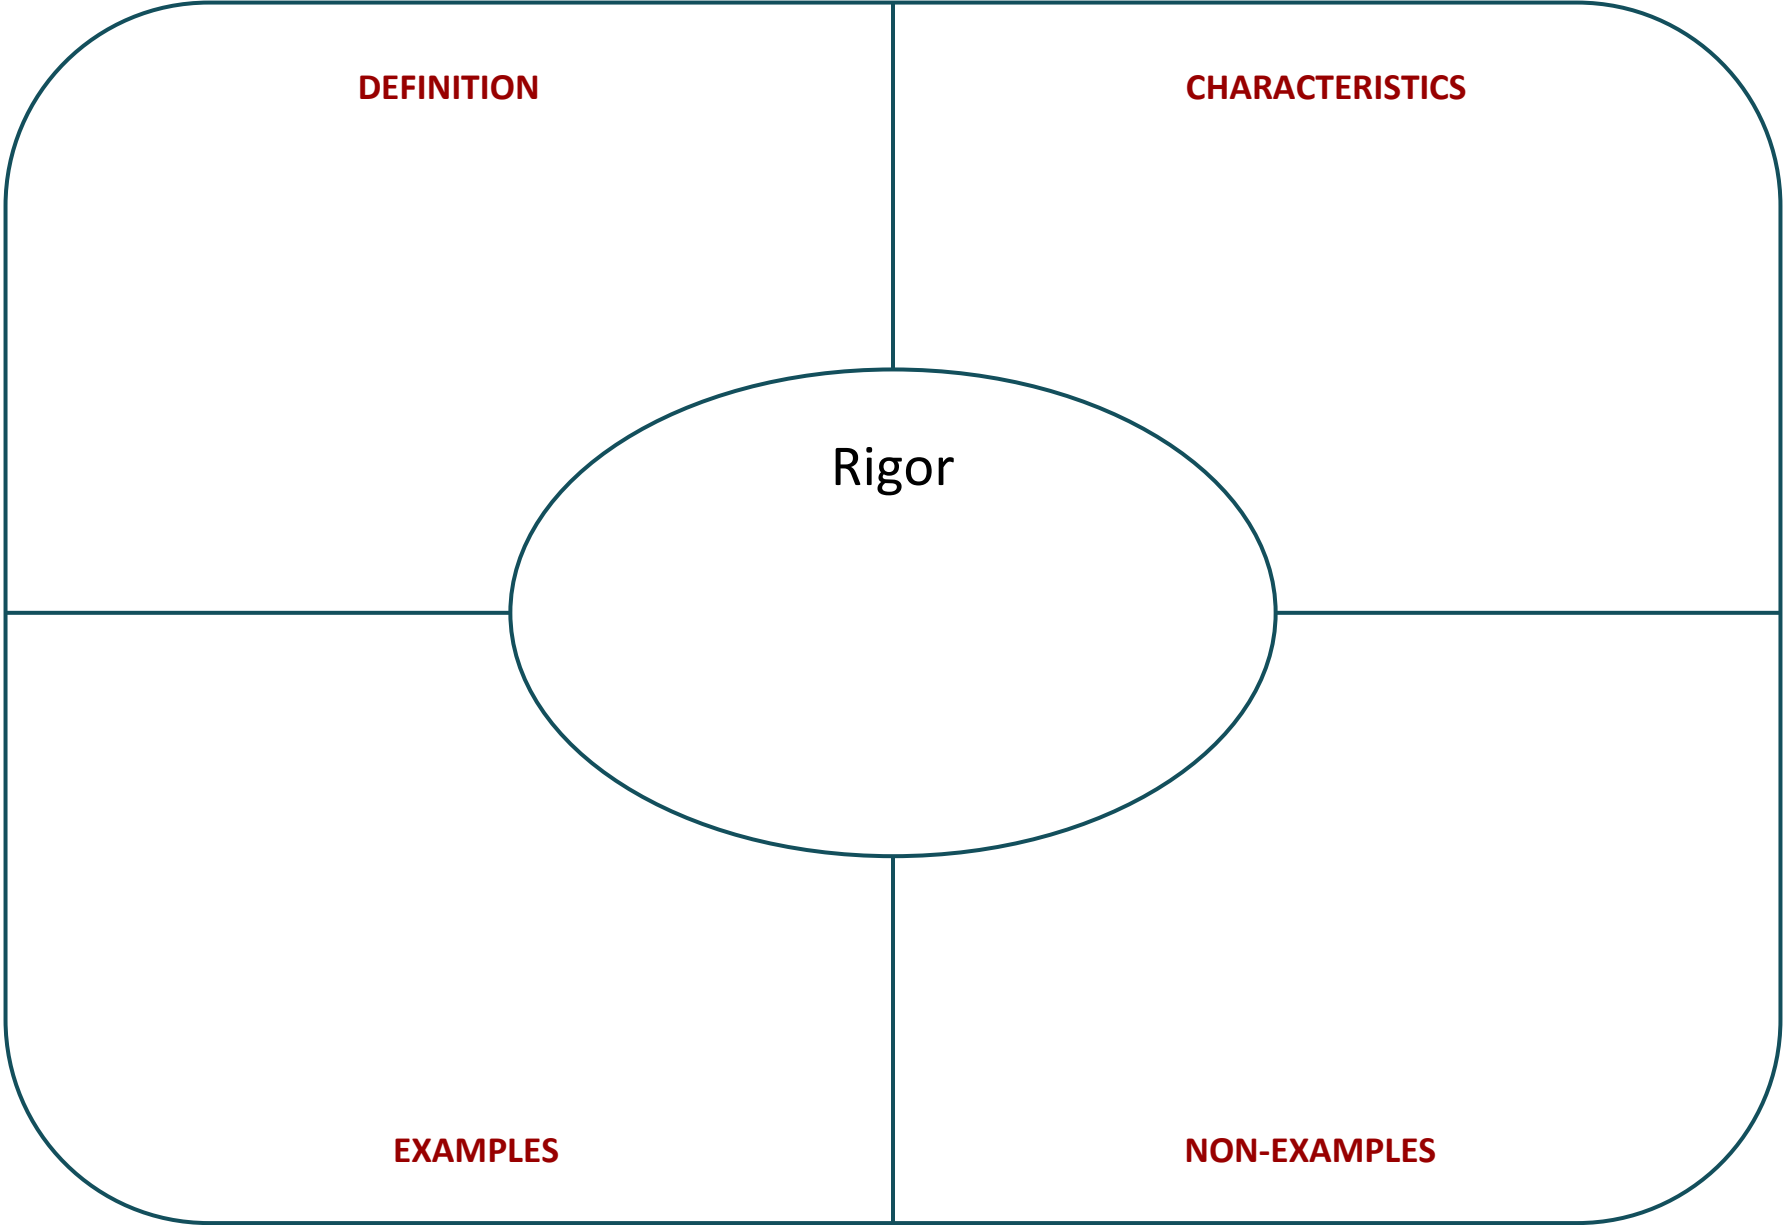 DEFINITION
CHARACTERISTICS
Rigor
EXAMPLES
NON-EXAMPLES